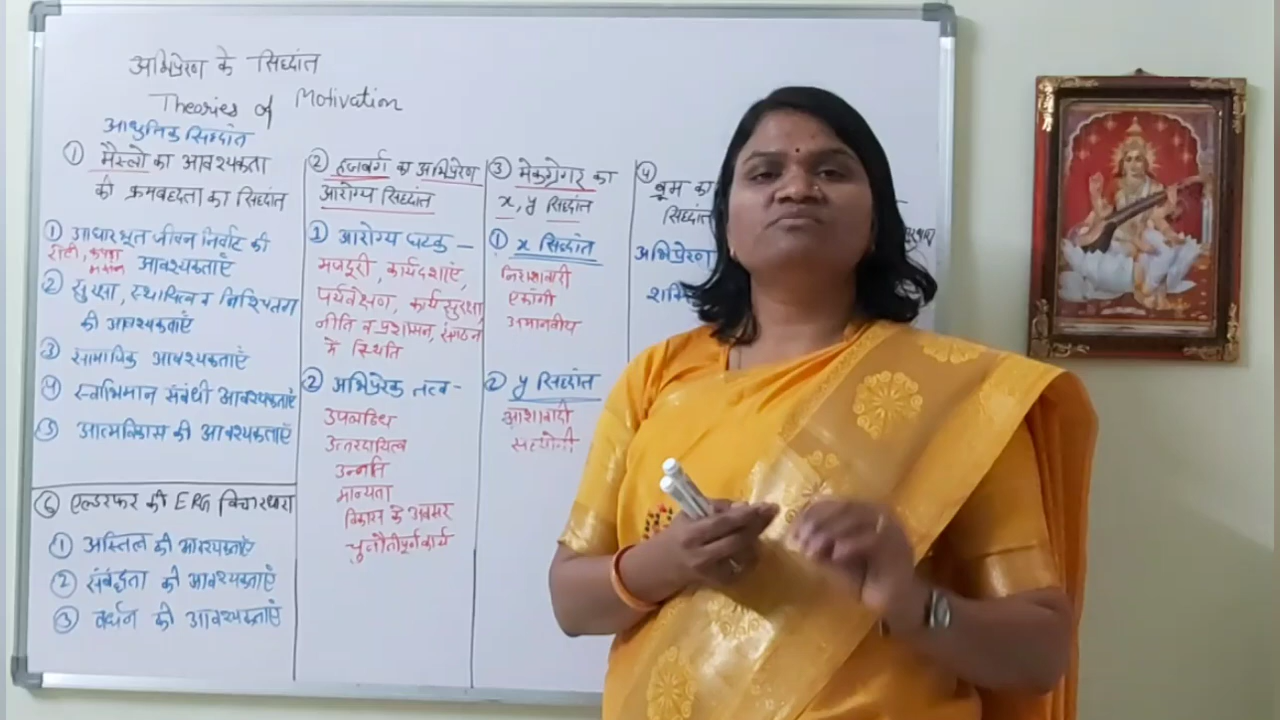 अभिप्रेरण के सिद्धांत
Theories of Motivation
आधुनिक सिद्धांत
① मैस्लो का आवश्यकता
की क्रमबद्धता का सिद्धांत
① आधारभूत जीवन निर्वाह की
रोटी, कपड़ा
मकान आवश्यकताएँ
② सुरक्षा, स्थायित्व व निश्चितता
की आवश्यकताएँ
③ सामाजिक आवश्यकताएँ
④ स्वाभिमान संबंधी आवश्यकताएँ
⑤ आत्मविकास की आवश्यकताएँ
⑥ एल्डरफर की ERG विचारधारा
① अस्तित्व की आवश्यकताएँ
② संबंद्धता की आवश्यकताएँ
③ वर्धन की आवश्यकताएँ
② हर्जबर्ग का अभिप्रेरण
आरोग्य सिद्धांत
① आरोग्य घटक –
मजदूरी, कार्यदशाएं,
पर्यवेक्षण, कार्य सुरक्षा,
नीति व प्रशासन, संगठन
में स्थिति
② अभिप्रेरक तत्व -
उपलब्धि
उत्तरदायित्व
उन्नति
मान्यता
विकास के अवसर
चुनौतीपूर्ण कार्य
③ मेकग्रेगर का
x, y सिद्धांत
① x सिद्धांत
निराशावादी
एकांगी
अमानवीय
② y सिद्धांत
आशावादी
सहयोगी
④ ब्रूम का
सिद्धांत
अभिप्रेरण